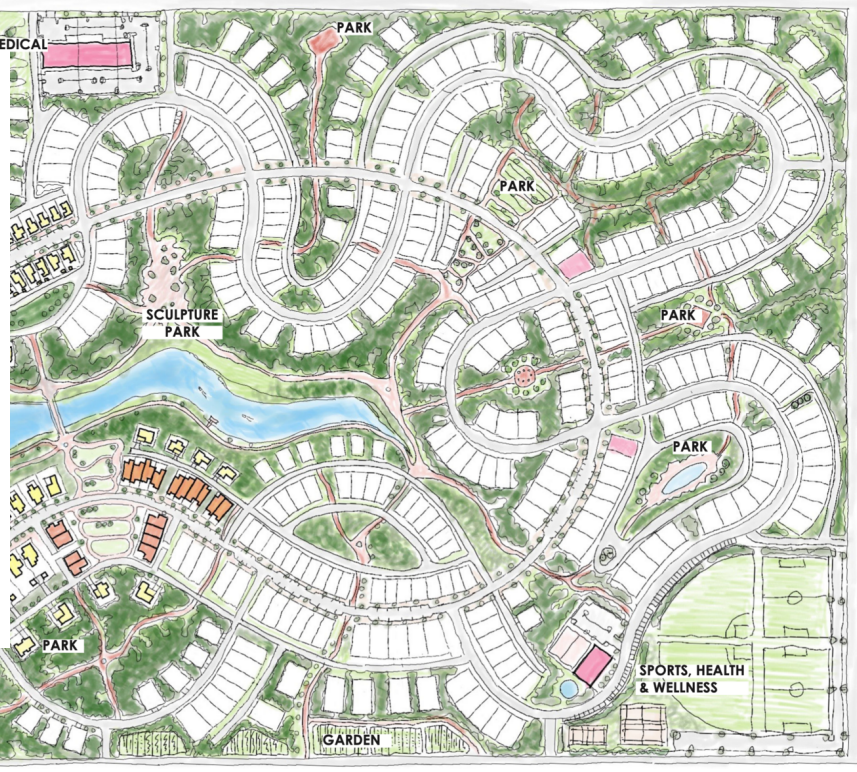 EDICAL
PARK
PARK
SCULPTURE
PARK
PARK
PARK
PARK
SPORTS, HEALTH
& WELLNESS
GARDEN